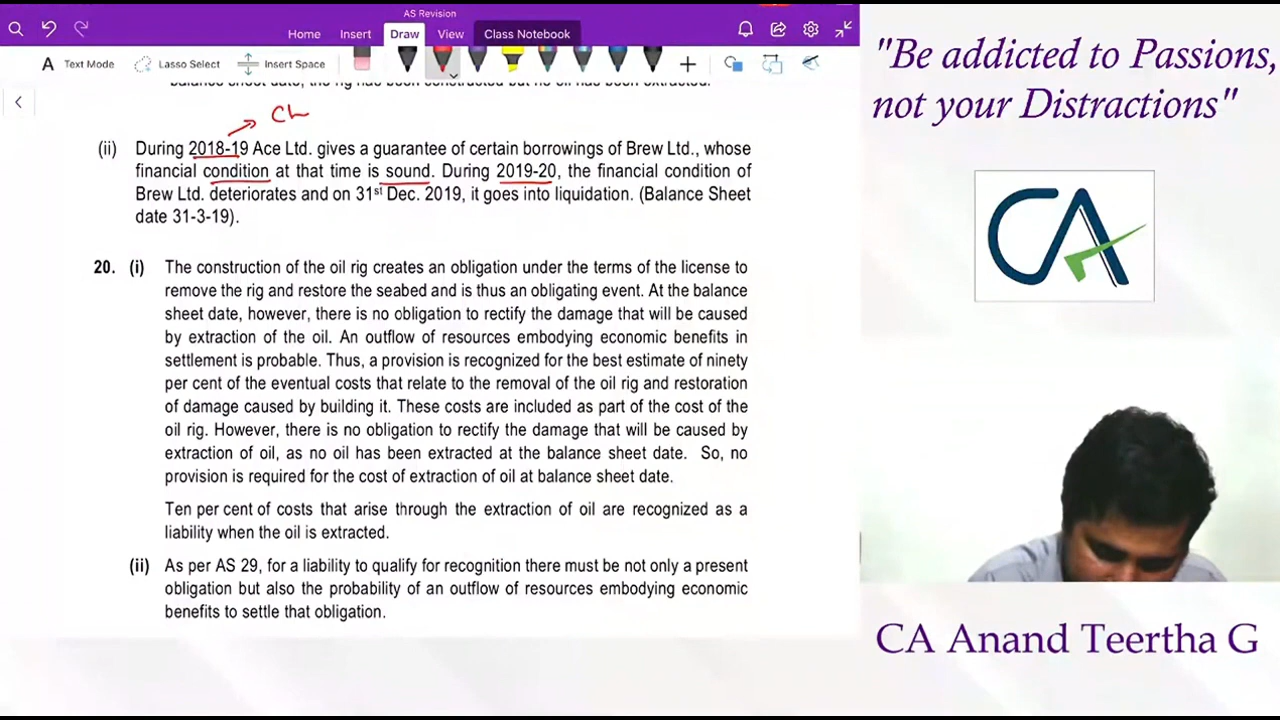 AS Revision
Home Insert Draw View Class Notebook
Text Mode Lasso Select Insert Space
balance sheet date, the rig has been constructed but no oil has been extracted.
CL
(ii) During 2018-19 Ace Ltd. gives a guarantee of certain borrowings of Brew Ltd., whose
financial condition at that time is sound. During 2019-20, the financial condition of
Brew Ltd. deteriorates and on 31st Dec. 2019, it goes into liquidation. (Balance Sheet
date 31-3-19).
20. (i) The construction of the oil rig creates an obligation under the terms of the license to
remove the rig and restore the seabed and is thus an obligating event. At the balance
sheet date, however, there is no obligation to rectify the damage that will be caused
by extraction of the oil. An outflow of resources embodying economic benefits in
settlement is probable. Thus, a provision is recognized for the best estimate of ninety
per cent of the eventual costs that relate to the removal of the oil rig and restoration
of damage caused by building it. These costs are included as part of the cost of the
oil rig. However, there is no obligation to rectify the damage that will be caused by
extraction of oil, as no oil has been extracted at the balance sheet date. So, no
provision is required for the cost of extraction of oil at balance sheet date.
Ten per cent of costs that arise through the extraction of oil are recognized as a
liability when the oil is extracted.
(ii) As per AS 29, for a liability to qualify for recognition there must be not only a present
obligation but also the probability of an outflow of resources embodying economic
benefits to settle that obligation.
"Be addicted to Passions,
not your Distractions"
CA
CA Anand Teertha G